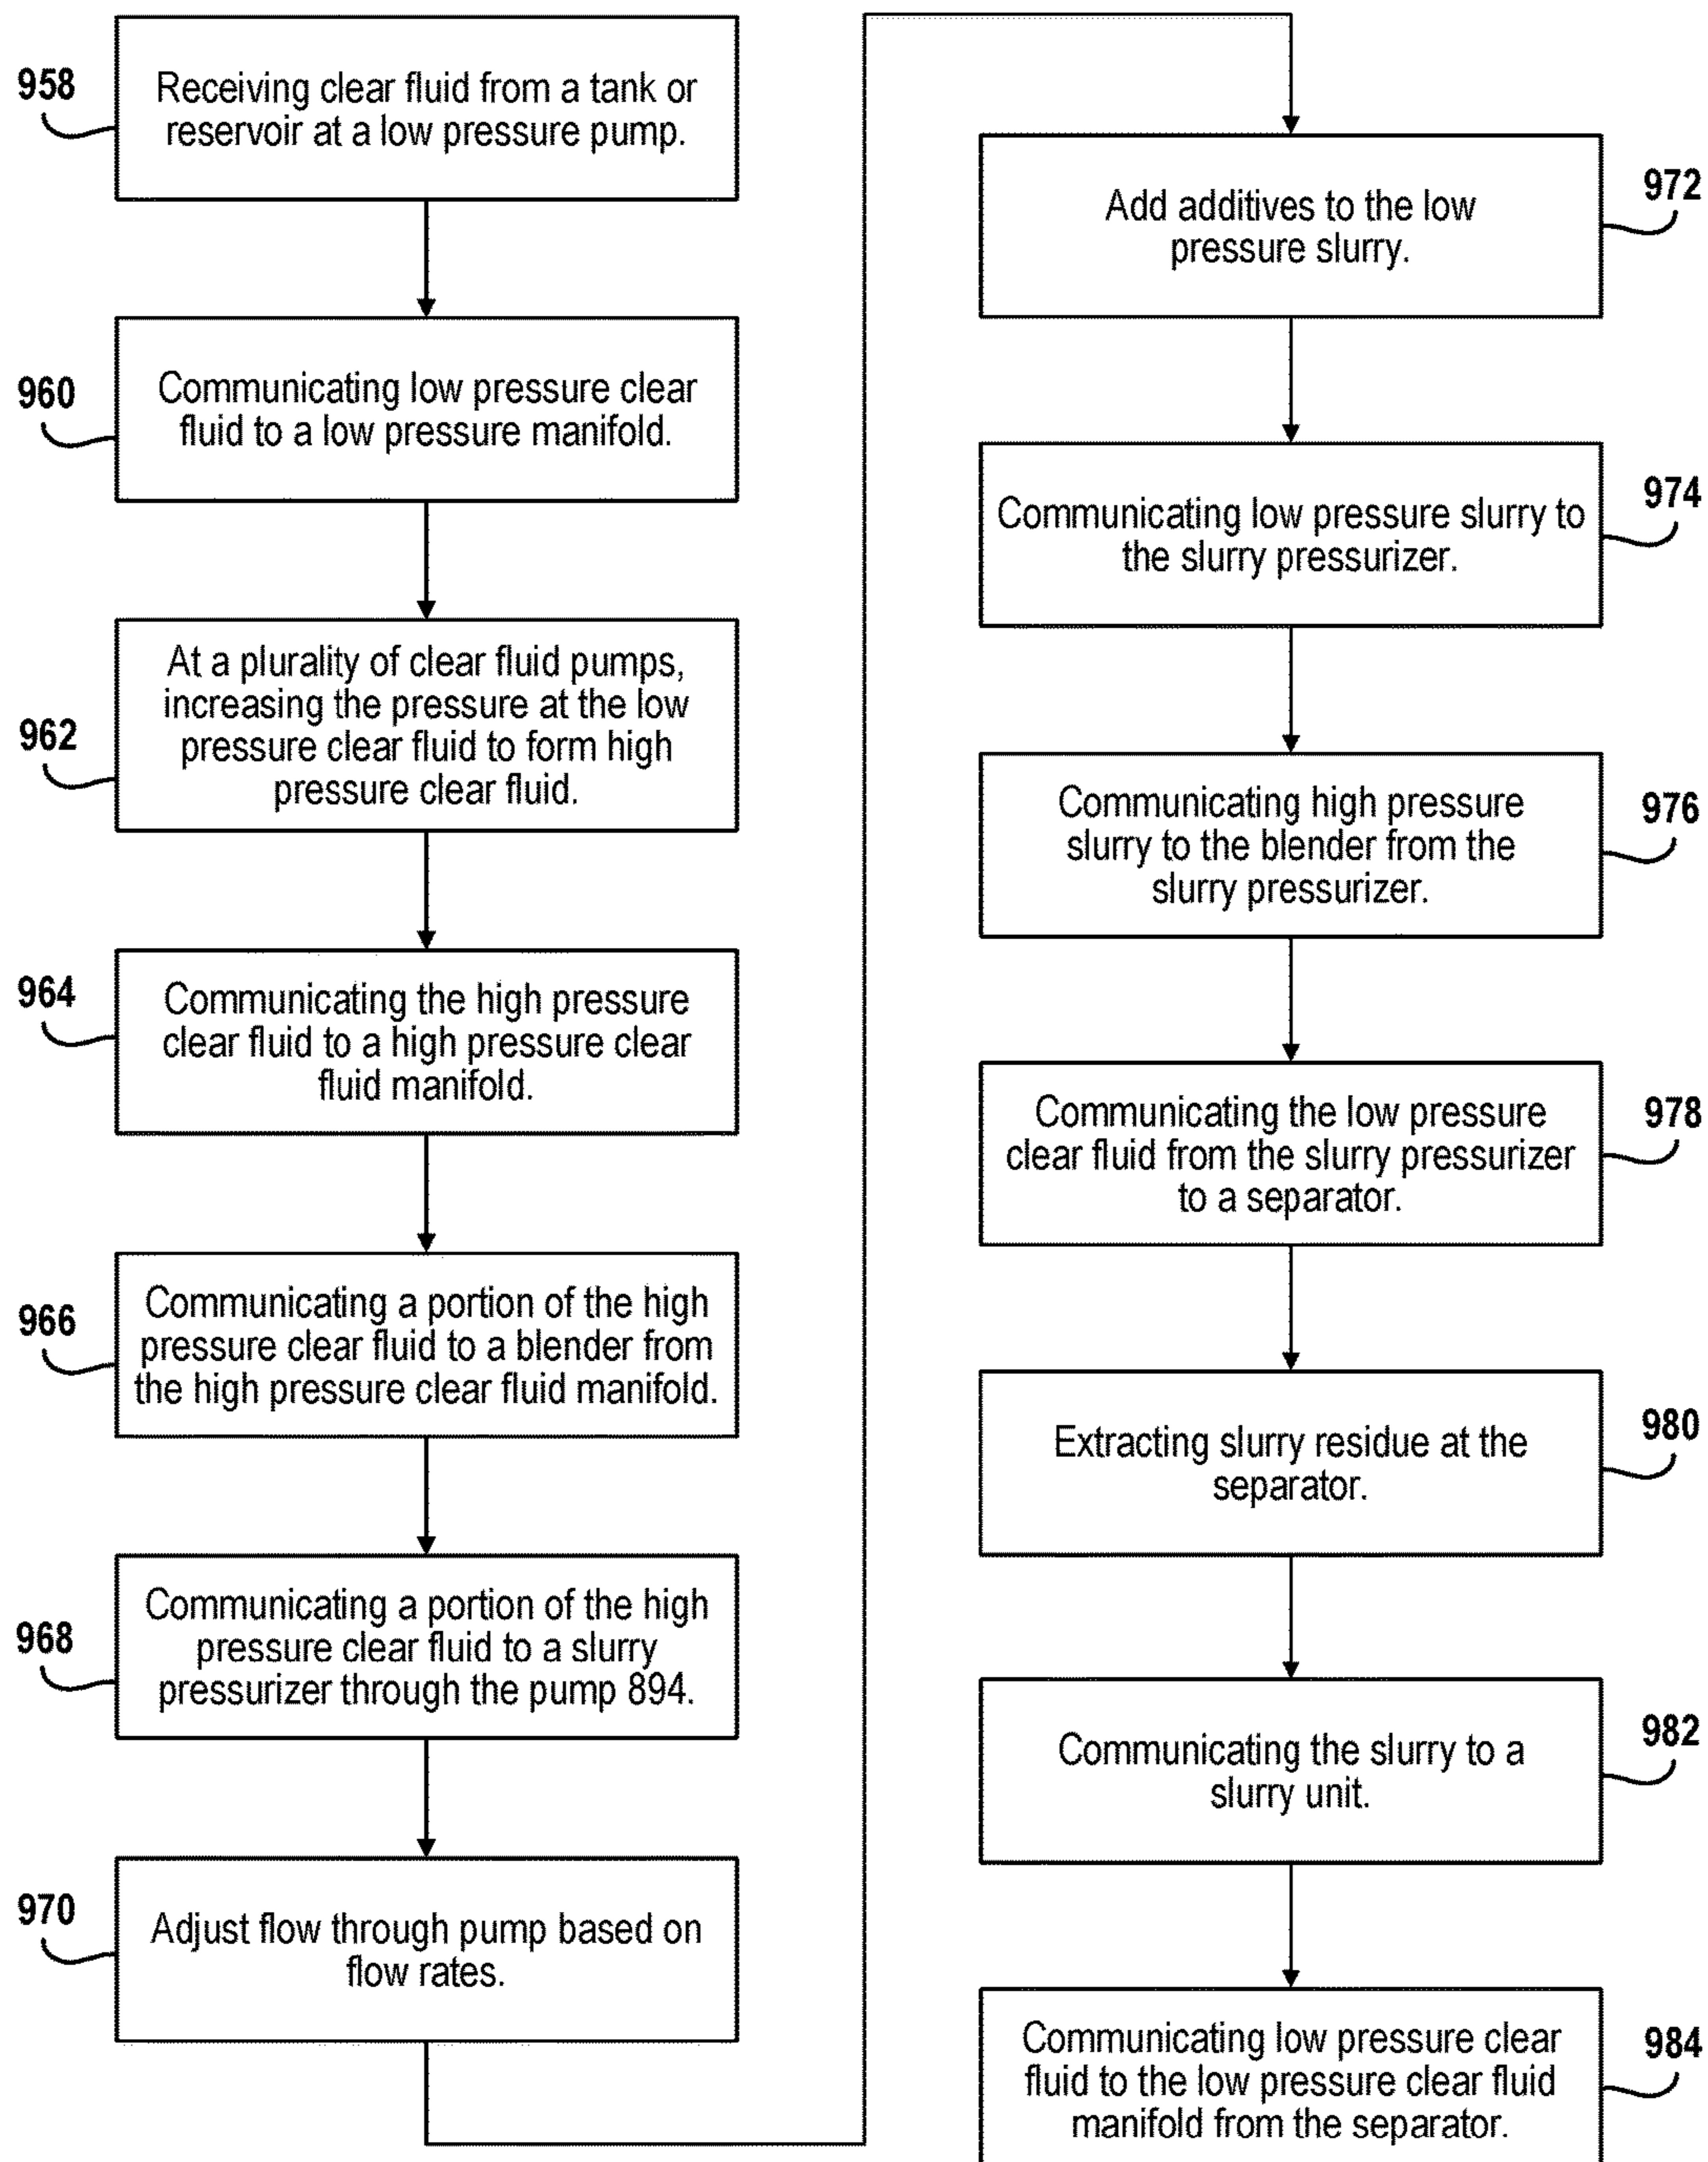 958
Receiving clear fluid from a tank or
reservoir at a low pressure pump.
960
Communicating low pressure clear
fluid to a low pressure manifold.
962
At a plurality of clear fluid pumps,
increasing the pressure at the low
pressure clear fluid to form high
pressure clear fluid.
964
Communicating the high pressure
clear fluid to a high pressure clear
fluid manifold.
966
Communicating a portion of the high
pressure clear fluid to a blender from
the high pressure clear fluid manifold.
968
Communicating a portion of the high
pressure clear fluid to a slurry
pressurizer through the pump 894.
970
Adjust flow through pump based on
flow rates.
972
Add additives to the low
pressure slurry.
974
Communicating low pressure slurry to
the slurry pressurizer.
976
Communicating high pressure
slurry to the blender from the
slurry pressurizer.
978
Communicating the low pressure
clear fluid from the slurry pressurizer
to a separator.
980
Extracting slurry residue at the
separator.
982
Communicating the slurry to a
slurry unit.
984
Communicating low pressure clear
fluid to the low pressure clear fluid
manifold from the separator.